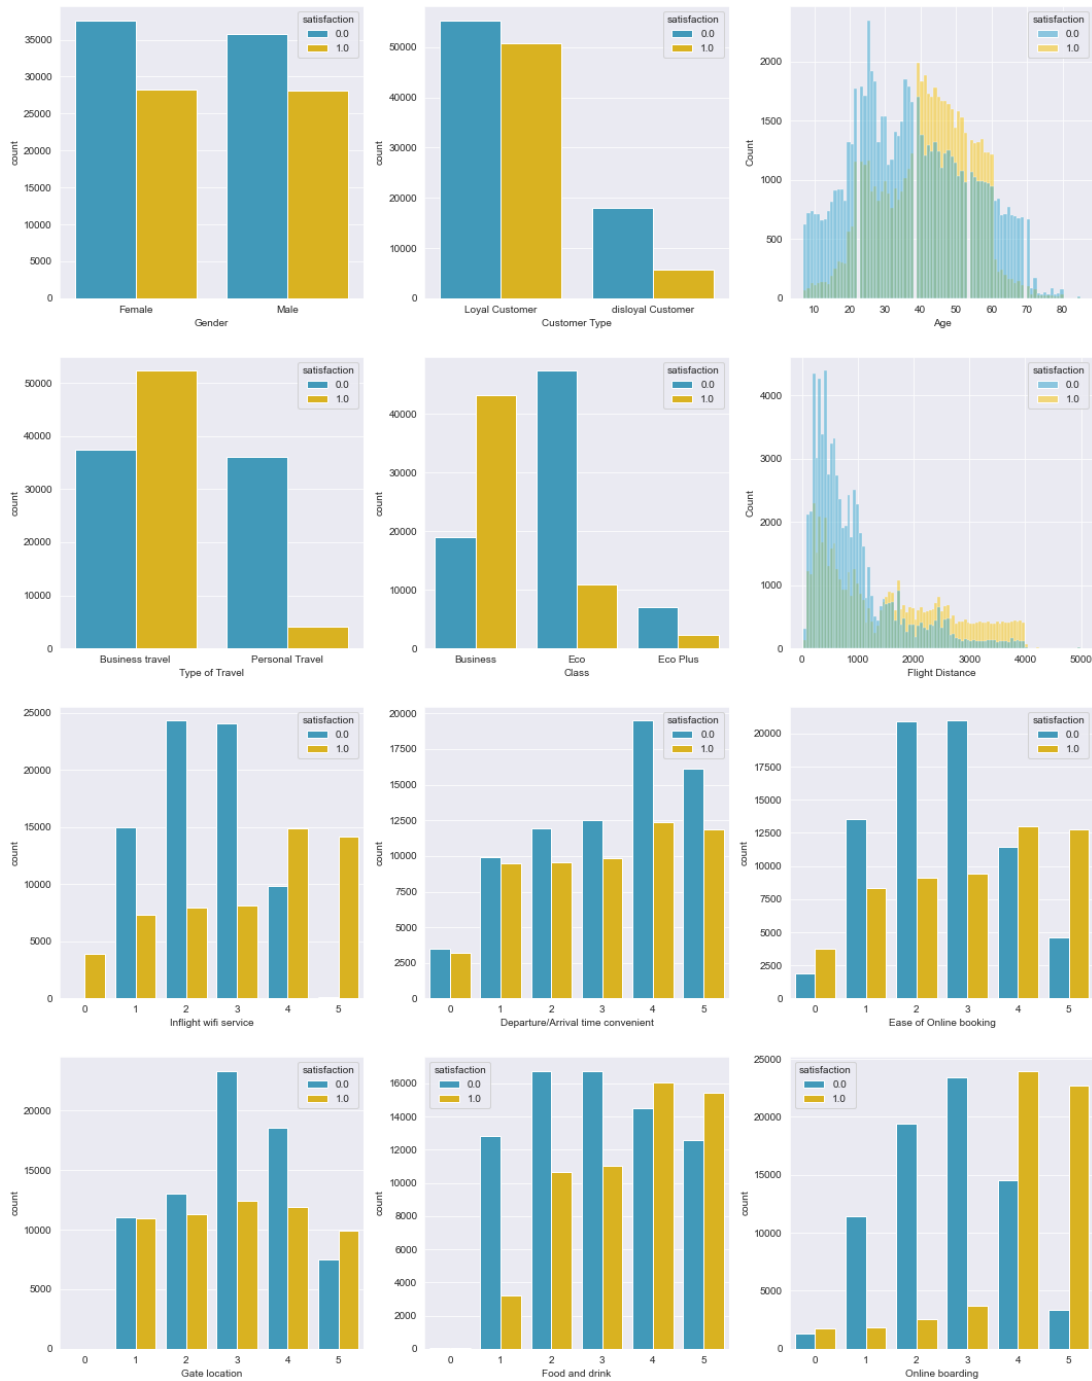 satisfaction
0.0
1.0
35000
30000
25000
20000
15000
10000
5000
0
count
Female Male
Gender
satisfaction
0.0
1.0
50000
40000
30000
20000
10000
0
count
Loyal Customer disloyal Customer
Customer Type
satisfaction
0.0
1.0
2000
1500
1000
500
0
Count
10 20 30 40 50 60 70 80
Age
satisfaction
0.0
1.0
50000
40000
30000
20000
10000
0
count
Business travel Personal Travel
Type of Travel
satisfaction
0.0
1.0
40000
30000
20000
10000
0
count
Business Eco Eco Plus
Class
satisfaction
0.0
1.0
4000
3000
2000
1000
0
Count
0 1000 2000 3000 4000 5000
Flight Distance
satisfaction
0.0
1.0
25000
20000
15000
10000
5000
0
count
0 1 2 3 4 5
Inflight wifi service
satisfaction
0.0
1.0
20000
17500
15000
12500
10000
7500
5000
2500
0
count
0 1 2 3 4 5
Departure/Arrival time convenient
satisfaction
0.0
1.0
20000
17500
15000
12500
10000
7500
5000
2500
0
count
0 1 2 3 4 5
Ease of Online booking
satisfaction
0.0
1.0
20000
15000
10000
5000
0
count
0 1 2 3 4 5
Gate location
satisfaction
0.0
1.0
16000
14000
12000
10000
8000
6000
4000
2000
0
count
0 1 2 3 4 5
Food and drink
satisfaction
0.0
1.0
25000
20000
15000
10000
5000
0
count
0 1 2 3 4 5
Online boarding